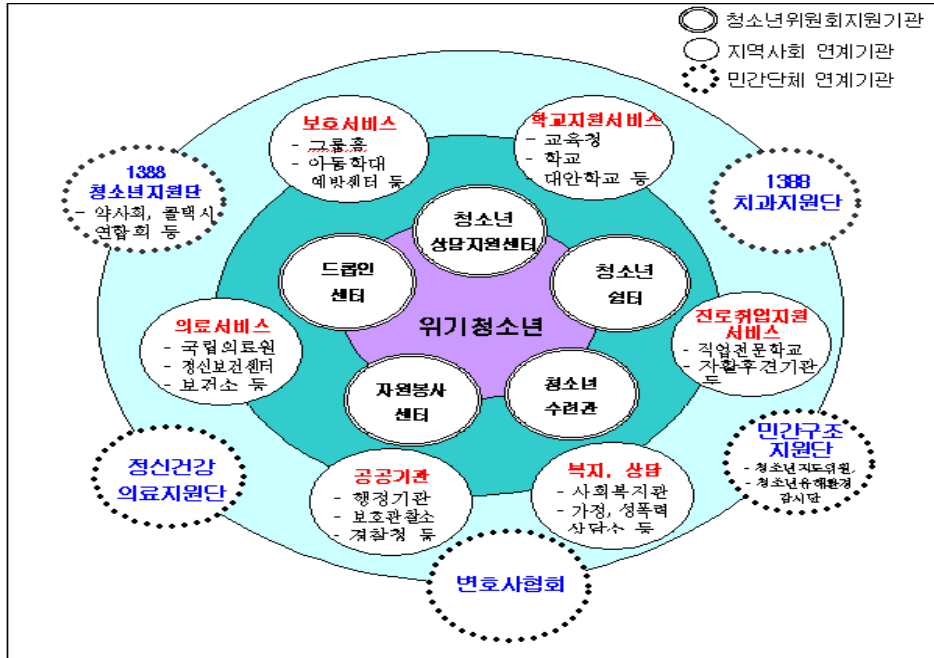 청소년위원회지원기관
지역사회 연계기관
민간단체 연계기관
보호서비스
- 그룹홈
- 아동학대
예방센터 등
학교지원서비스
- 교육청
- 학교
대안학교 등
1388
청소년지원단
- 약사회, 콜택시
연합회 등
1388
치과지원단
청소년
상담지원센터
드롭인
센터
청소년
쉼터
위기청소년
의료서비스
- 국립의료원
- 정신보건센터
- 보건소 등
진로취업지원
서비스
- 직업전문학교
- 자활후견기관
등
자원봉사
센터
청소년
수련관
정신건강
의료지원단
공공기관
- 행정기관
- 보호관찰소
- 경찰청 등
복지, 상담
- 사회복지관
- 가정, 성폭력
상담소 등
민간구조
지원단
- 청소년지도위원,
- 청소년유해환경
감시단
변호사협회